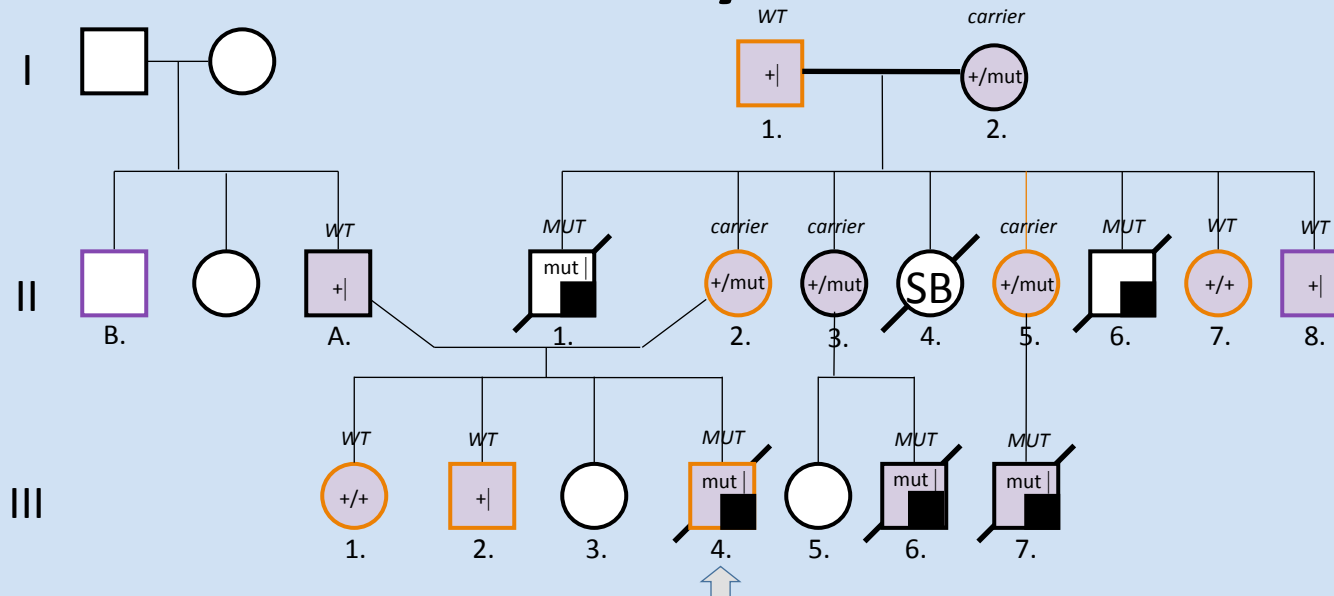 WT carrier
I
+| +/mut
1. 2.
WT MUT carrier carrier carrier MUT WT WT
II
+| mut | +/mut +/mut SB +/mut +/+ +|
B. A. 1. 2. 3. 4. 5. 6. 7. 8.
WT WT MUT MUT MUT
III
+/+ +| mut | mut | mut |
1. 2. 3. 4. 5. 6. 7.